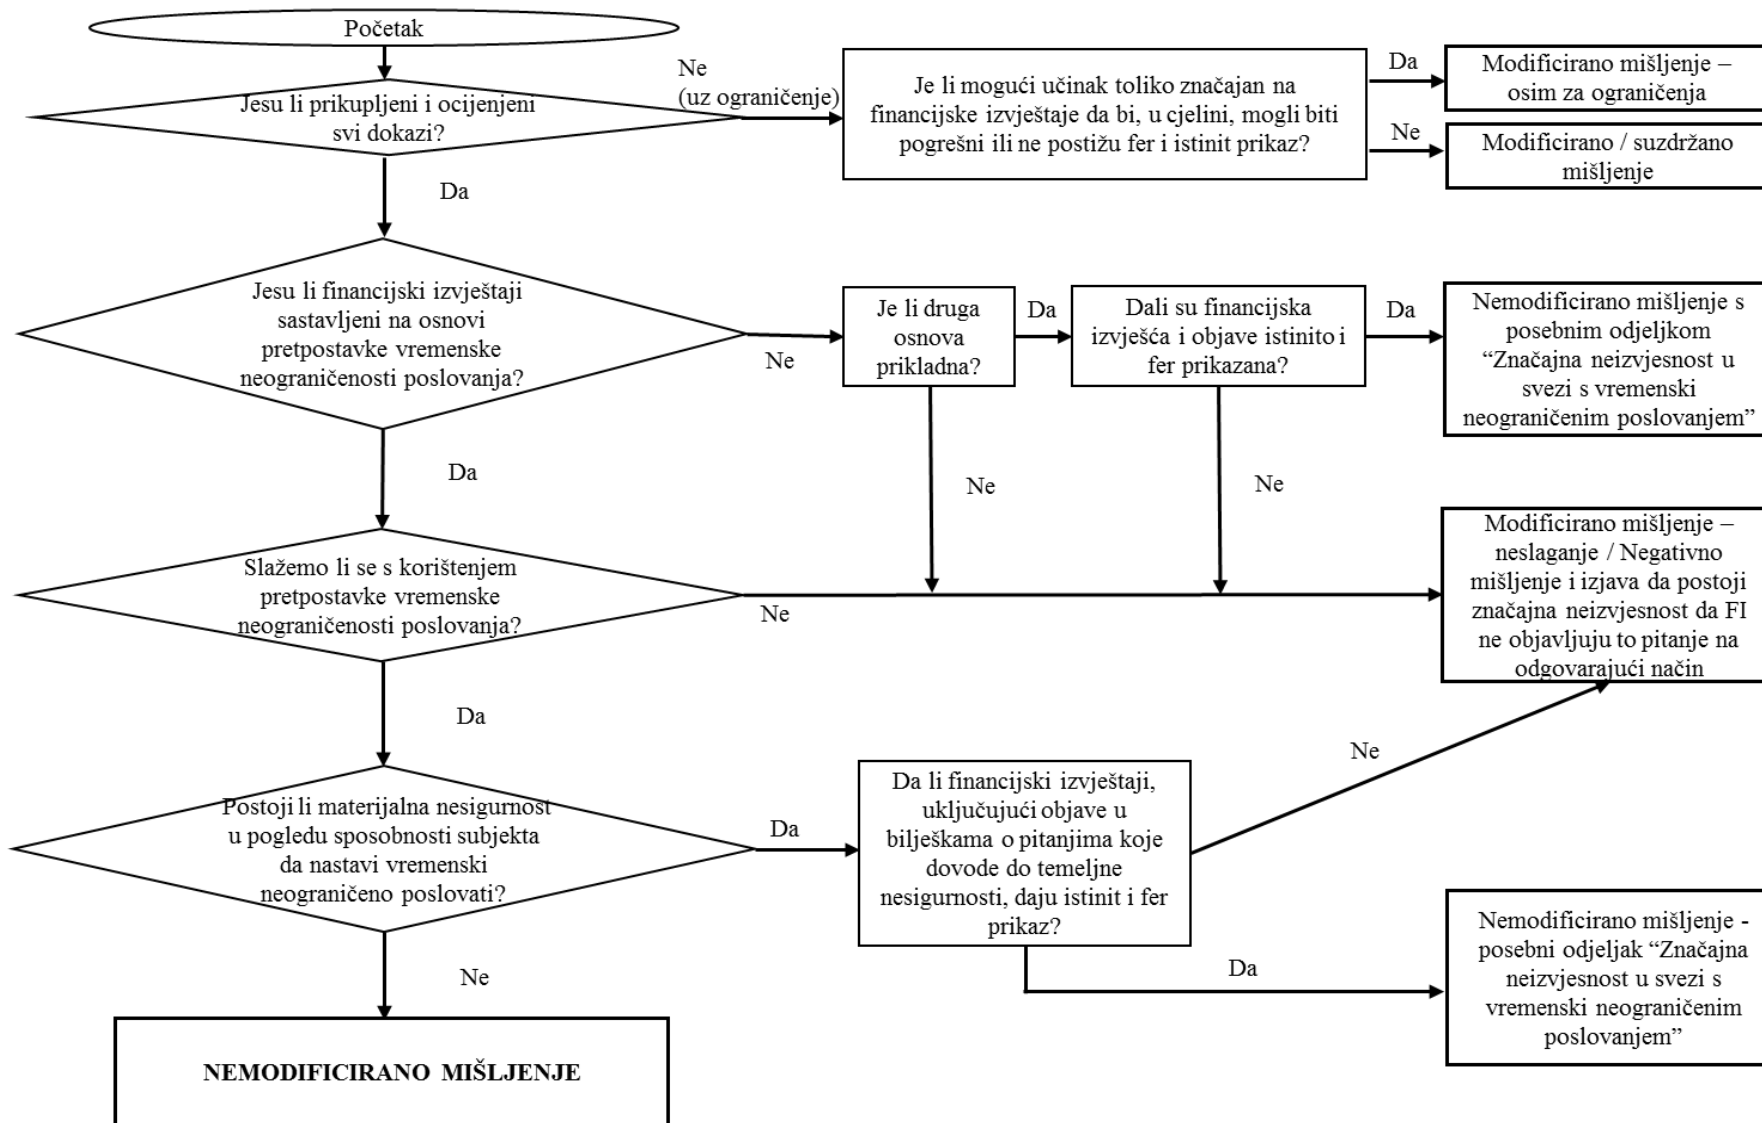 Početak
Jesu li prikupljeni i ocijenjeni
svi dokazi?
Ne
(uz ograničenje)
Je li mogući učinak toliko značajan na
financijske izvještaje da bi, u cjelini, mogli biti
pogrešni ili ne postižu fer i istinit prikaz?
Da
Modificirano mišljenje –
osim za ograničenja
Ne
Modificirano / suzdržano
mišljenje
Da
Jesu li financijski izvještaji
sastavljeni na osnovi
pretpostavke vremenske
neograničenosti poslovanja?
Ne
Je li druga
osnova
prikladna?
Da
Dali su financijska
izvješća i objave istinito i
fer prikazana?
Da
Nemodificirano mišljenje s
posebnim odjeljkom
“Značajna neizvjesnost u
svezi s vremenski
neograničenim poslovanjem”
Da
Ne
Ne
Slažemo li se s korištenjem
pretpostavke vremenske
neograničenosti poslovanja?
Ne
Modificirano mišljenje –
neslaganje / Negativno
mišljenje i izjava da postoji
značajna neizvjesnost da FI
ne objavljuju to pitanje na
odgovarajući način
Da
Postoji li materijalna nesigurnost
u pogledu sposobnosti subjekta
da nastavi vremenski
neograničeno poslovati?
Da
Da li financijski izvještaji,
uključujući objave u
bilješkama o pitanjima koje
dovode do temeljne
nesigurnosti, daju istinit i fer
prikaz?
Ne
Da
Nemodificirano mišljenje -
posebni odjeljak “Značajna
neizvjesnost u svezi s
vremenski neograničenim
poslovanjem”
Ne
NEMODIFICIRANO MIŠLJENJE